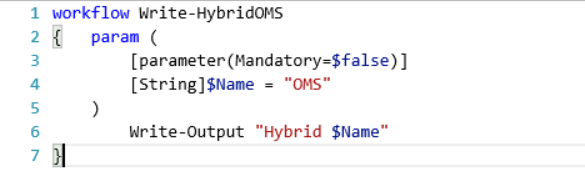 1 workflow Write-HybridOMS
2 {   param (
3         [parameter(Mandatory=$false)]
4         [String]$Name = "OMS"
5     )
6         Write-Output "Hybrid $Name"
7 }